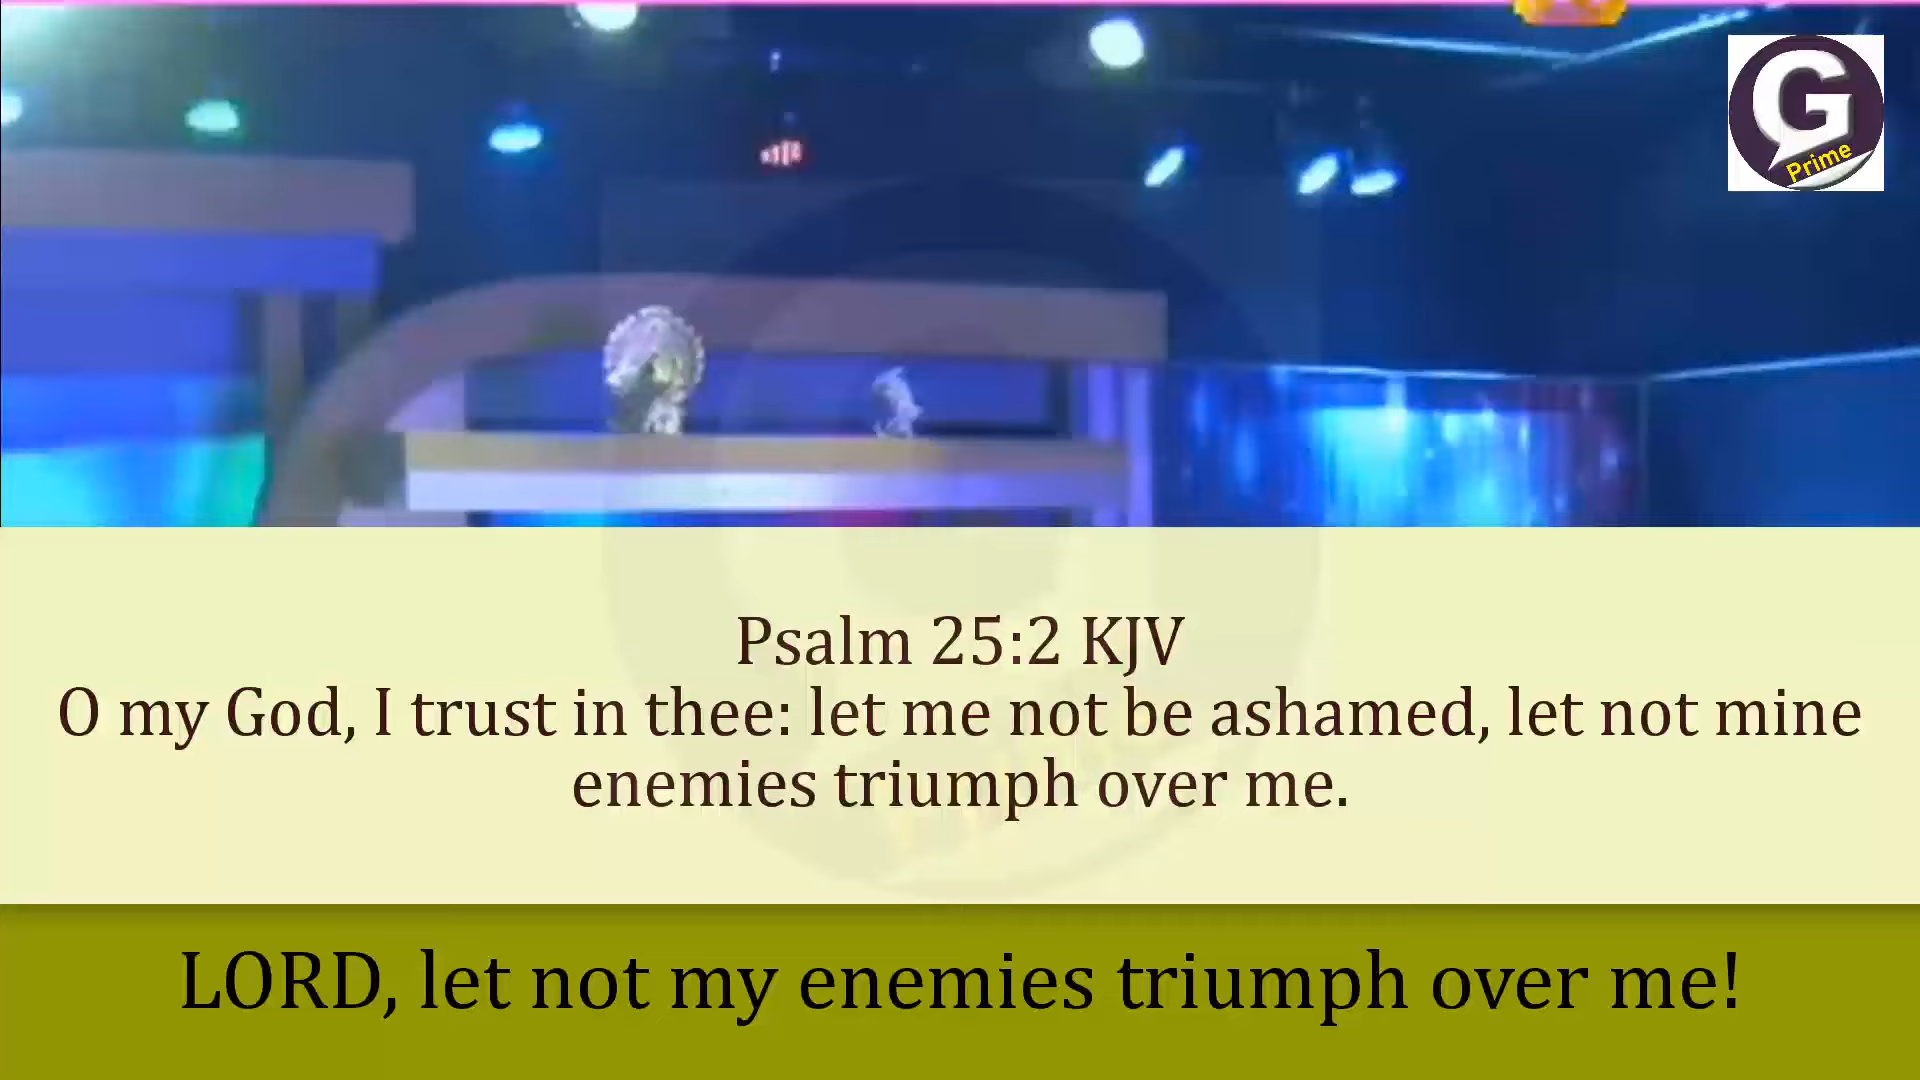 G
Prime
Psalm 25:2 KJV
O my God, I trust in thee: let me not be ashamed, let not mine
enemies triumph over me.
LORD, let not my enemies triumph over me!